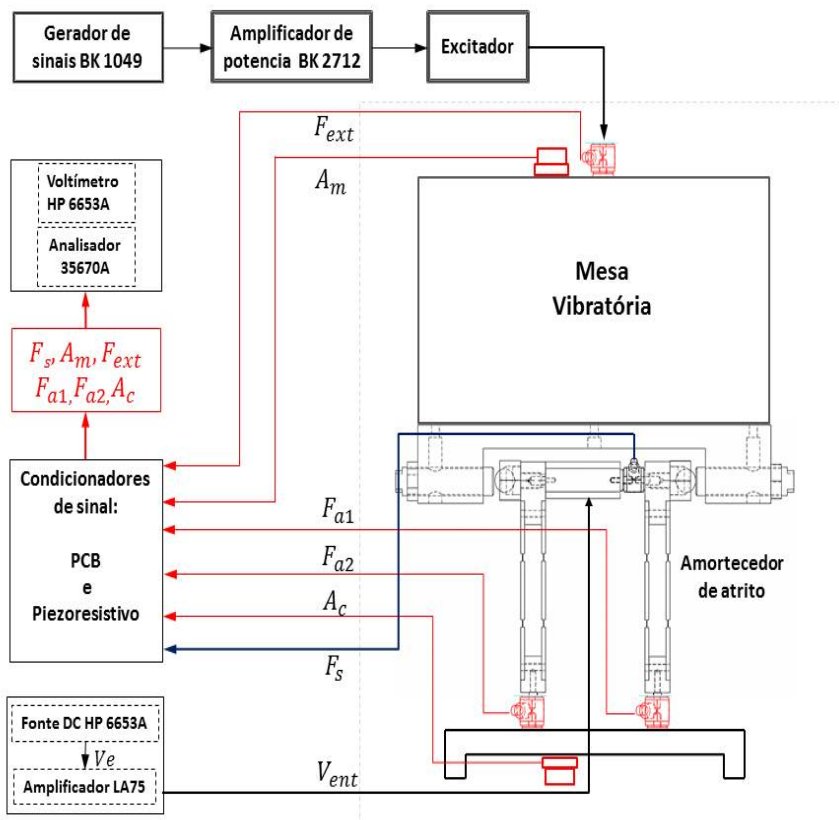 Gerador de
sinais BK 1049
Amplificador de
potencia BK 2712
Excitador
F_ext
A_m
Voltímetro
HP 6653A
Analisador
35670A
Mesa
Vibratória
F_s, A_m, F_ext
F_a1, F_a2, A_c
Condicionadores
de sinal:
PCB
e
Piezoresistivo
F_a1
F_a2
A_c
F_s
Amortecedor
de atrito
Fonte DC HP 6653A
Ve
Amplificador LA75
V_ent